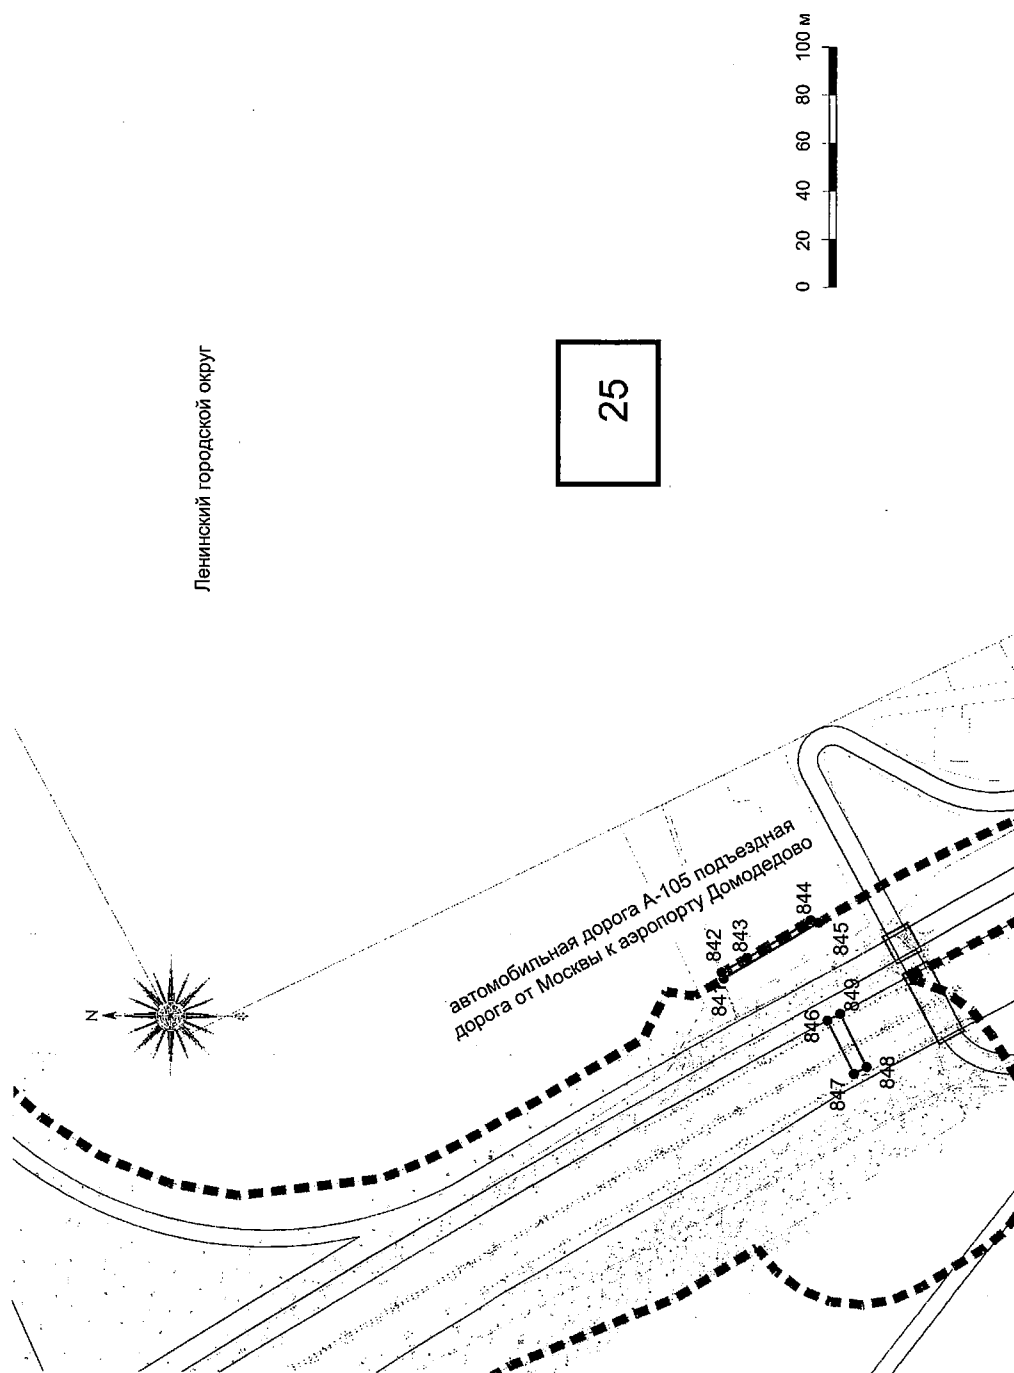 N
Ленинский городской округ
25
0 20 40 60 80 100 м
автомобильная дорога А-105 подъездная
дорога от Москвы к аэропорту Домодедово
841
842
843
844
845
846
847
848
849